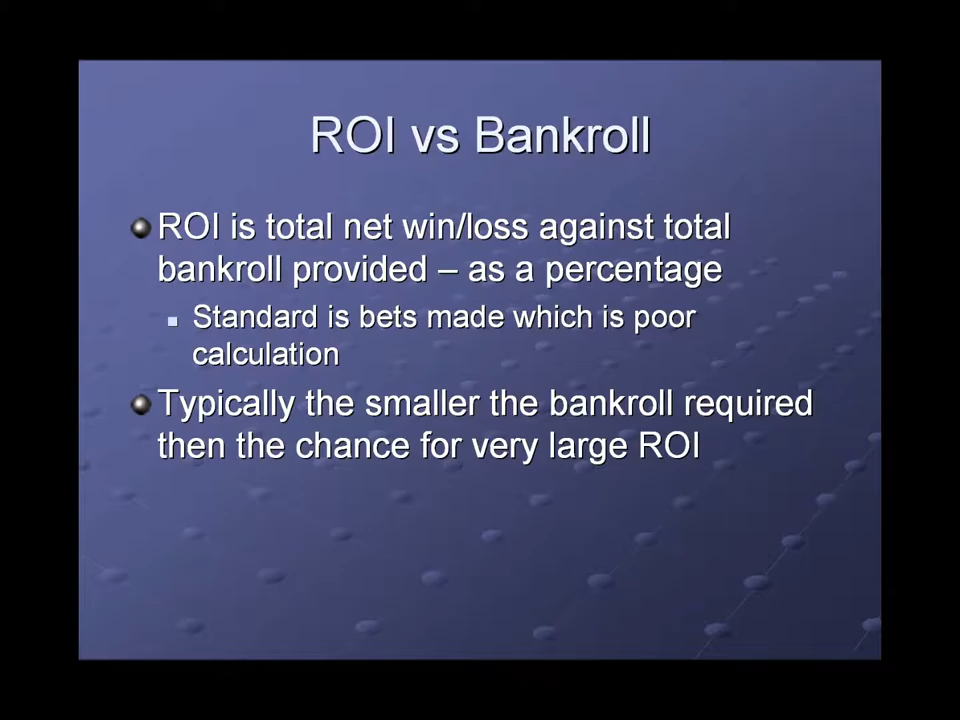 ROI vs Bankroll
ROI is total net win/loss against total
bankroll provided – as a percentage
Standard is bets made which is poor
calculation
Typically the smaller the bankroll required
then the chance for very large ROI